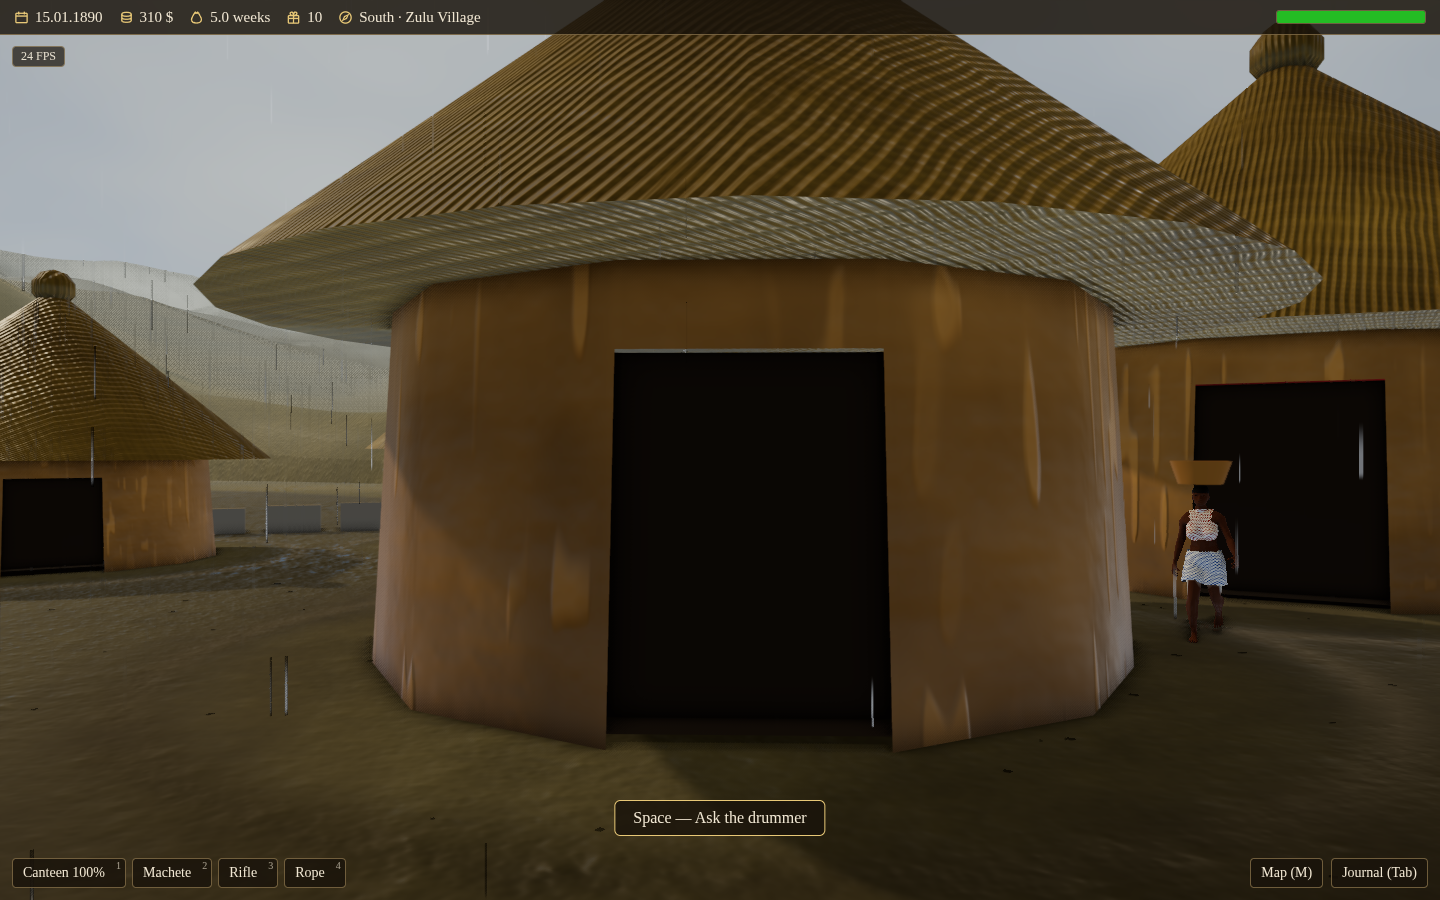 15.01.1890 310 $ 5.0 weeks 10 South · Zulu Village
24 FPS
Space — Ask the drummer
Canteen 100% 1 Machete 2 Rifle 3 Rope 4 Map (M) Journal (Tab)